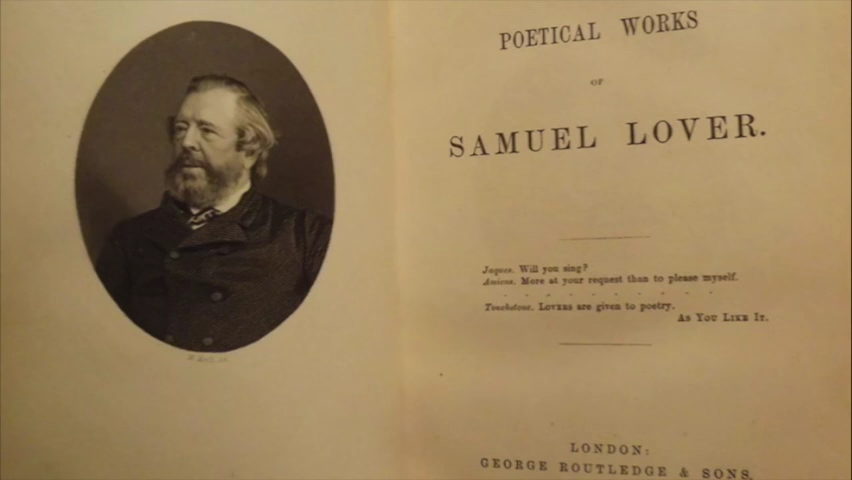 POETICAL WORKS
OF
SAMUEL LOVER.
Jaques. Will you sing?
Amiens. More at your request than to please myself.
Touchstone. LOVERS are given to poetry.
AS YOU LIKE IT.
LONDON:
GEORGE ROUTLEDGE & SONS,